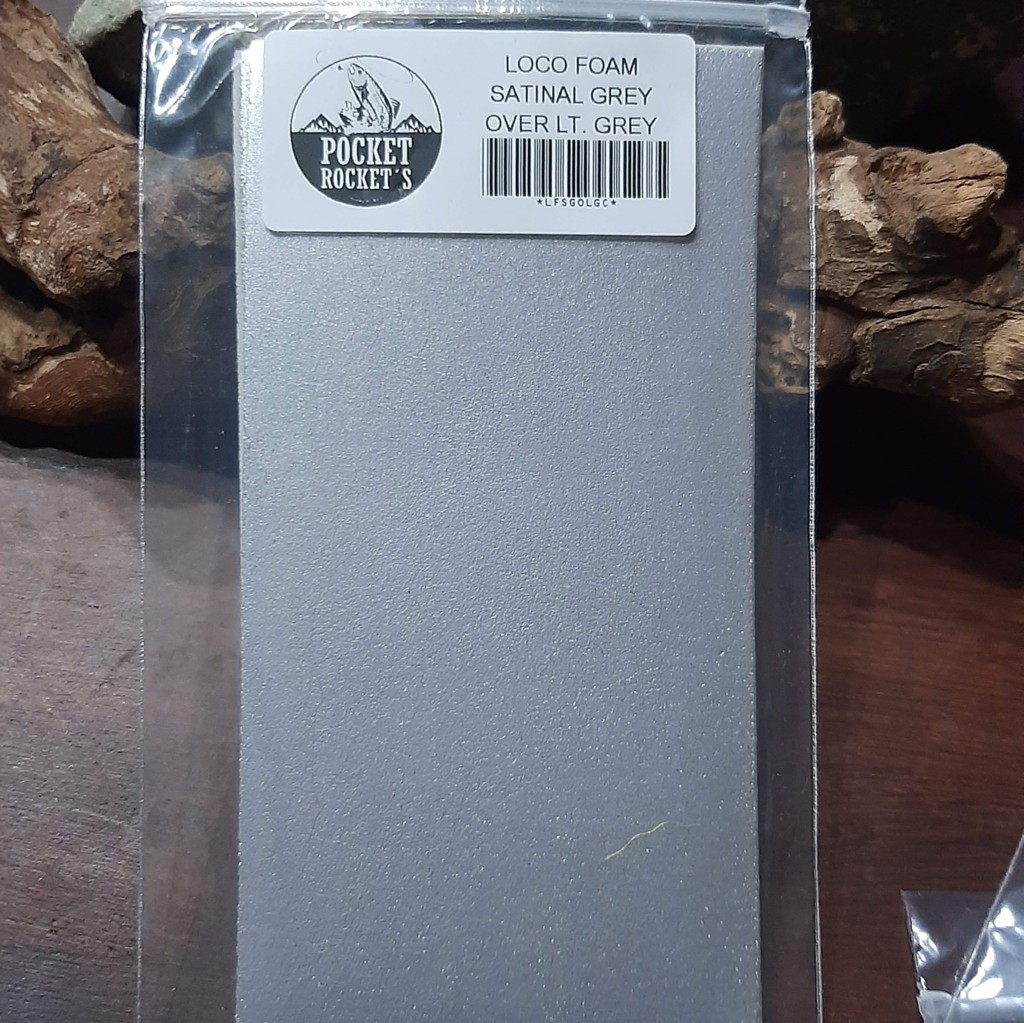 LOCO FOAM
SATINAL GREY
OVER LT. GREY
*LFSGOLGC*
POCKET
ROCKET´S